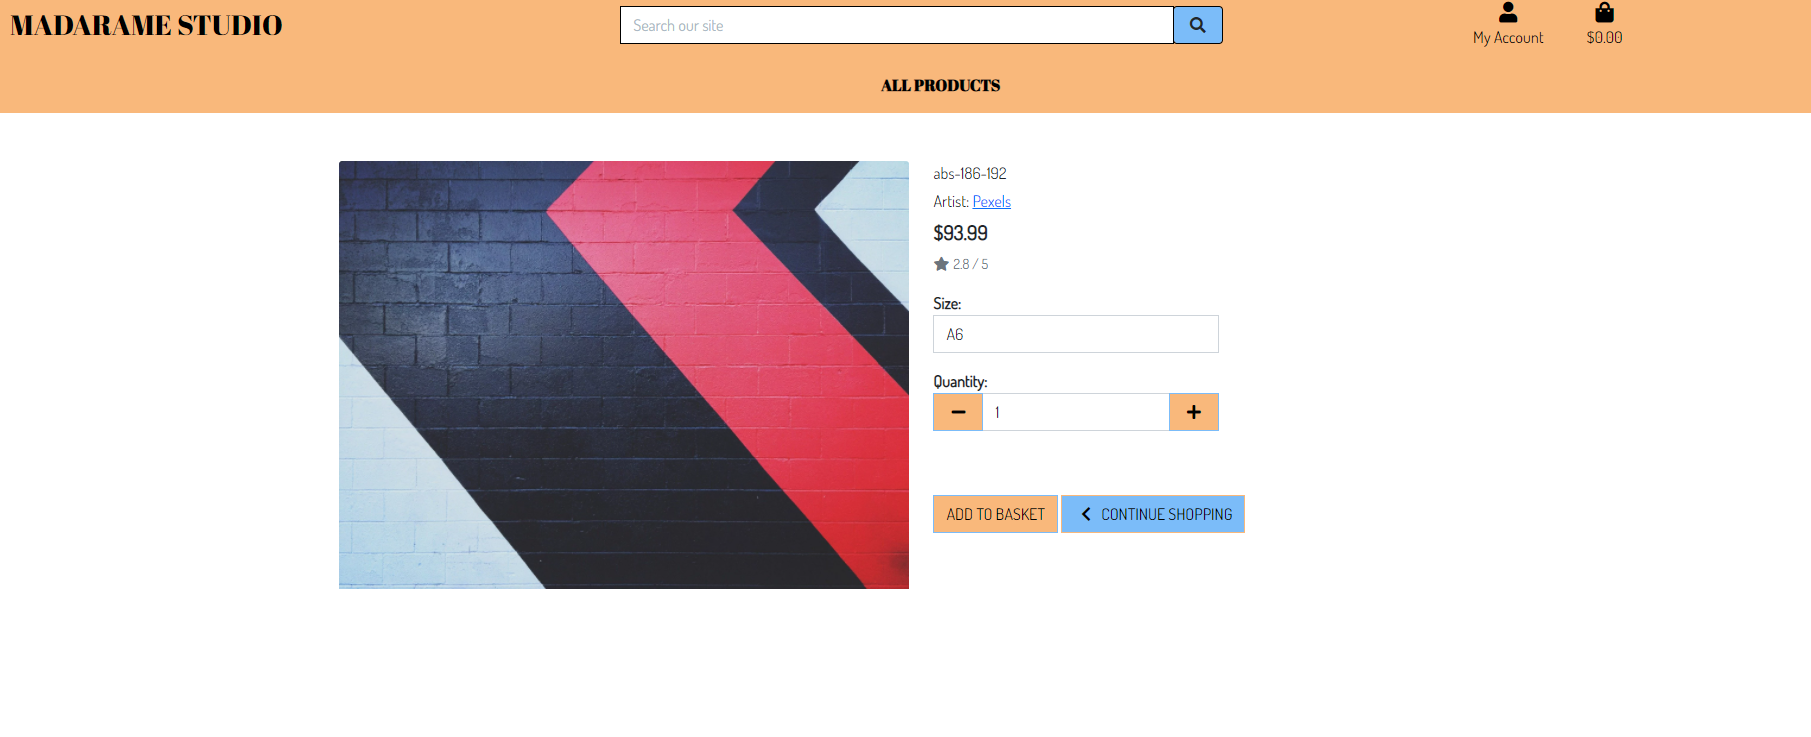 MADARAME STUDIO
Search our site
My Account
$0.00
ALL PRODUCTS
abs-186-192
Artist: Pexels
$93.99
2.8 / 5
Size:
A6
Quantity:
1
ADD TO BASKET
CONTINUE SHOPPING